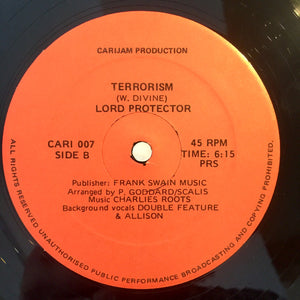 CARIJAM PRODUCTION
TERRORISM
(W. DIVINE)
LORD PROTECTOR
CARI 007
SIDE B
45 RPM
TIME: 6:15
PRS
Publisher: FRANK SWAIN MUSIC
Arranged by P. GODDARD/SCALIS
Music CHARLIES ROOTS
Background vocals DOUBLE FEATURE
& ALLISON
ALL RIGHTS RESERVED UNAUTHORISED PUBLIC PERFORMANCE BROADCASTING AND COPYING PROHIBITED.